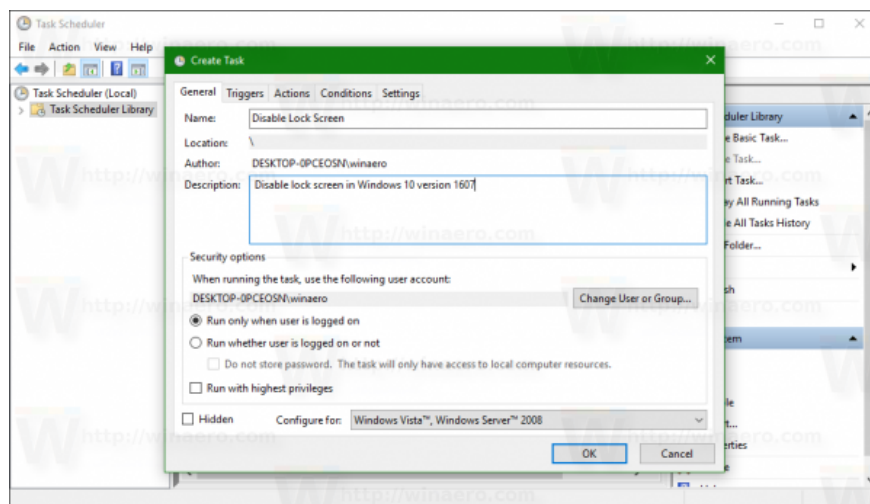 Task Scheduler
File Action View Help
Task Scheduler (Local)
Task Scheduler Library
Create Task
General Triggers Actions Conditions Settings
Name: Disable Lock Screen
Location: \
Author: DESKTOP-0PCEOSN\winaero
Description: Disable lock screen in Windows 10 version 1607
Security options
When running the task, use the following user account:
DESKTOP-0PCEOSN\winaero
Change User or Group...
Run only when user is logged on
Run whether user is logged on or not
Do not store password. The task will only have access to local computer resources.
Run with highest privileges
Hidden Configure for: Windows Vista™, Windows Server™ 2008
OK Cancel
duler Library
e Basic Task...
e Task...
rt Task...
ay All Running Tasks
e All Tasks History
Folder...
sh
em
le
t...
erties
e
http://winaero.com